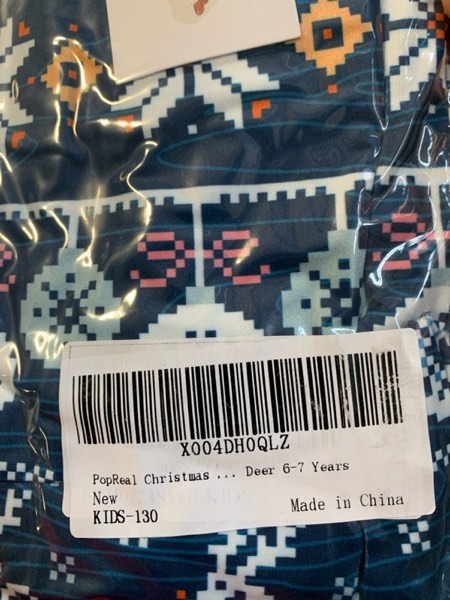 X004DH0QLZ
PopReal Christmas ... Deer 6-7 Years
New
KIDS-130
Made in China